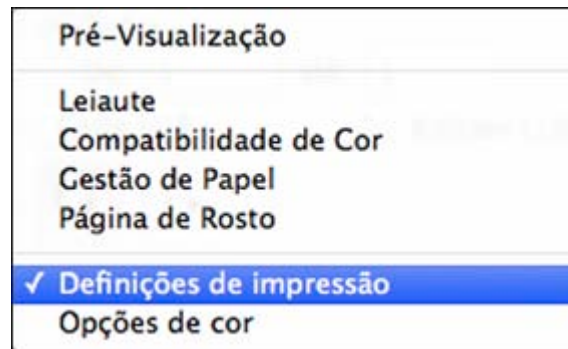 Pré-Visualização
Leiaute
Compatibilidade de Cor
Gestão de Papel
Página de Rosto
✓ Definições de impressão
Opções de cor